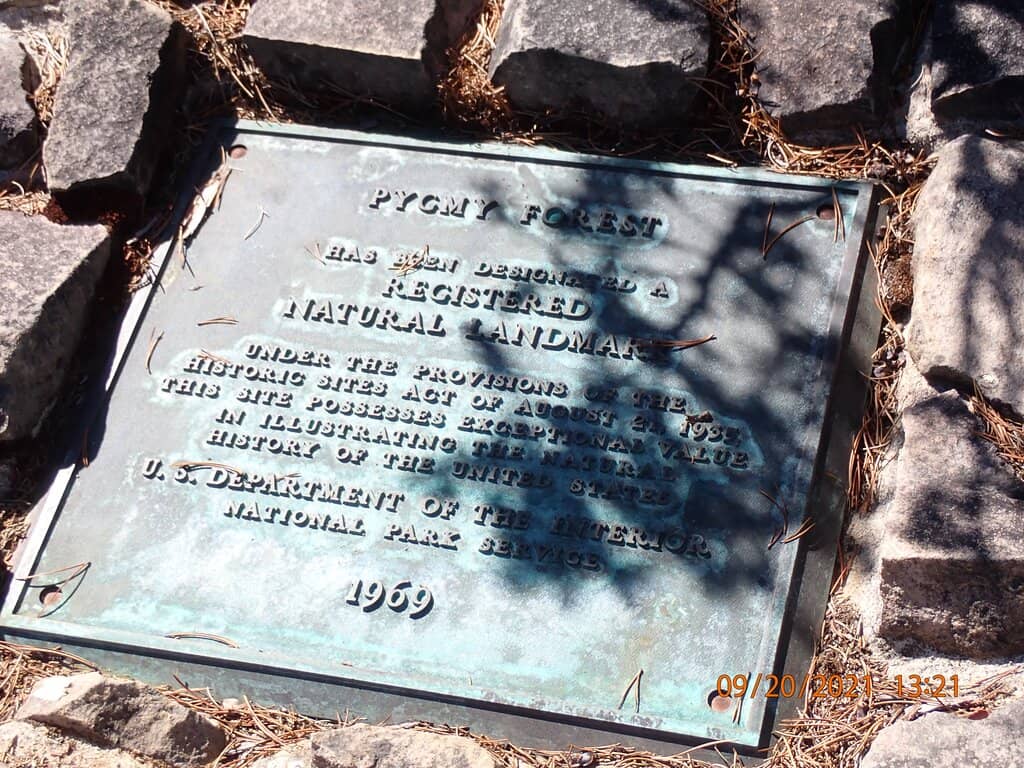 PYGMY FOREST
HAS BEEN DESIGNATED A
REGISTERED
NATURAL LANDMARK
UNDER THE PROVISIONS OF THE
HISTORIC SITES ACT OF AUGUST 21, 1935,
THIS SITE POSSESSES EXCEPTIONAL VALUE
IN ILLUSTRATING THE NATURAL
HISTORY OF THE UNITED STATES
U. S. DEPARTMENT OF THE INTERIOR
NATIONAL PARK SERVICE
1969
09/20/2021 13:21